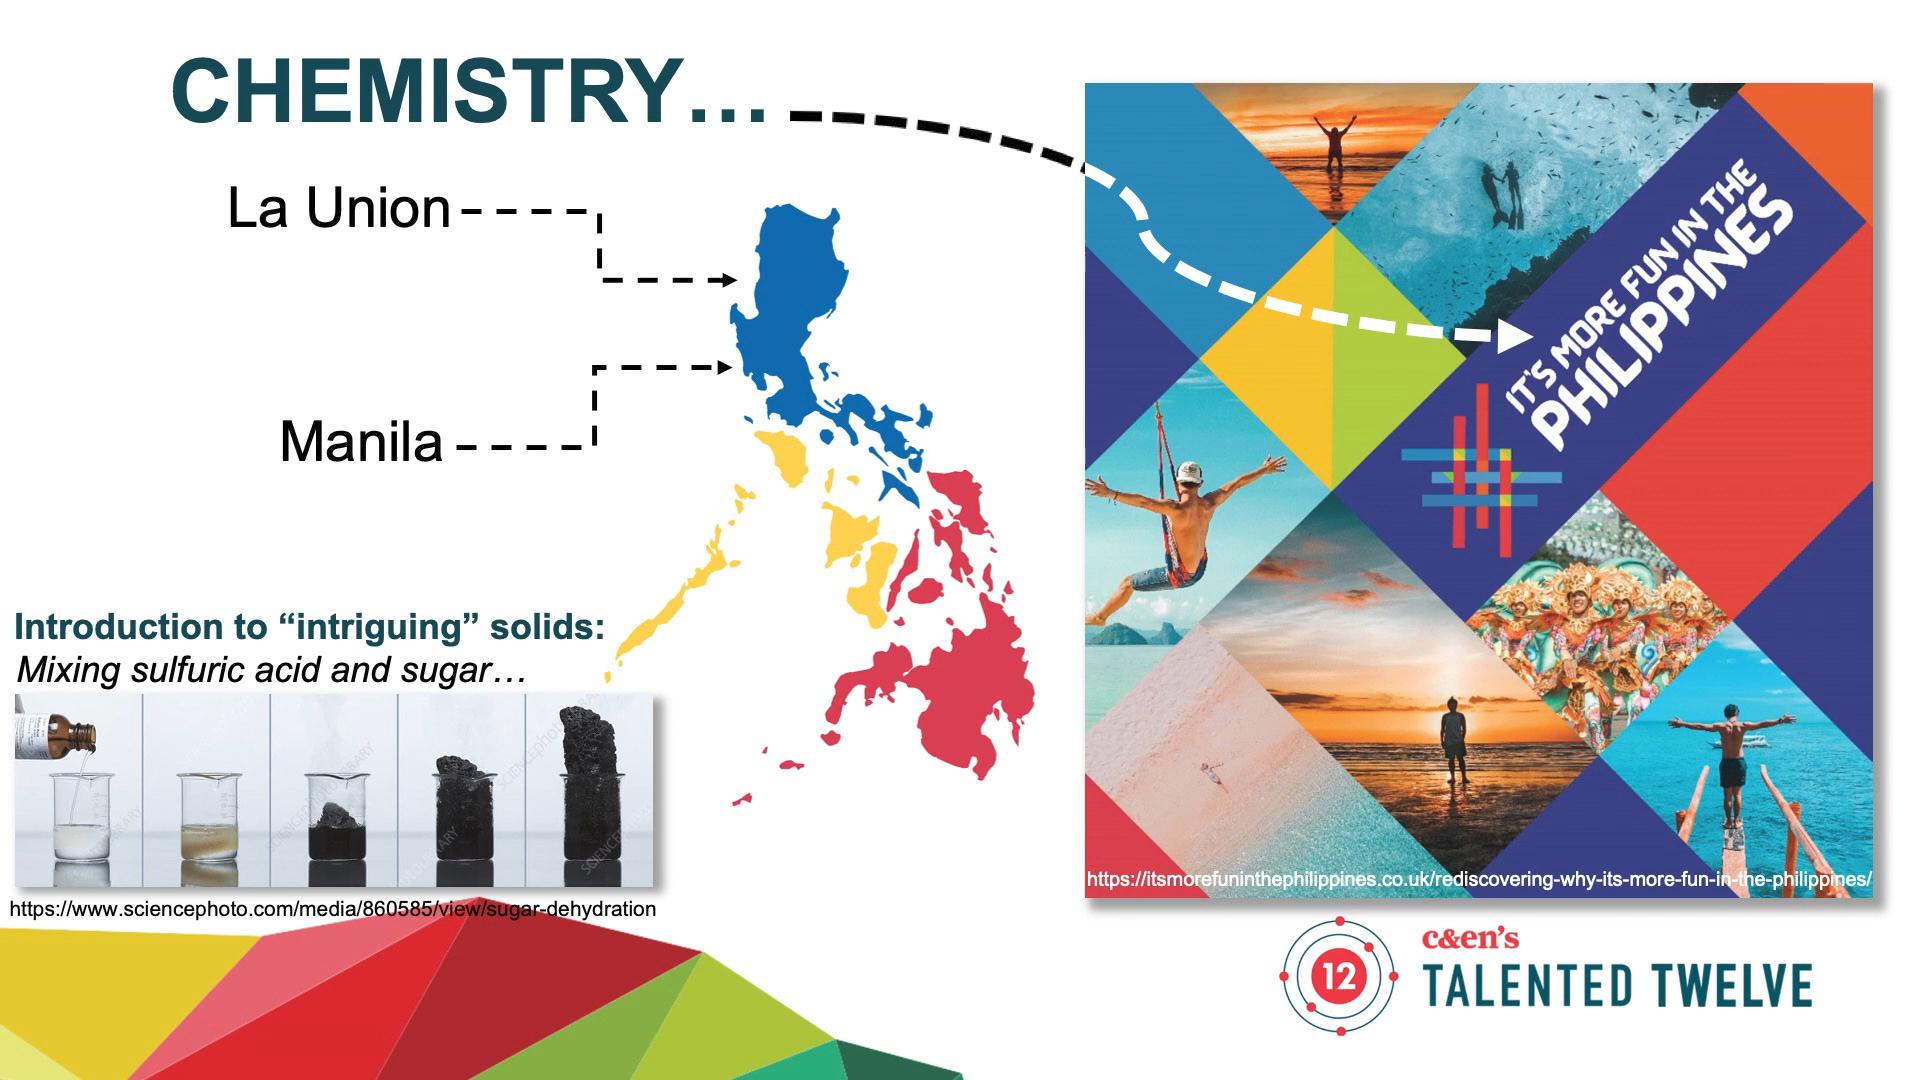 CHEMISTRY...
La Union
Manila
Introduction to “intriguing” solids:
Mixing sulfuric acid and sugar...
https://www.sciencephoto.com/media/860585/view/sugar-dehydration
IT'S MORE FUN IN THE
PHILIPPINES
https://itsmorefuninthephilippines.co.uk/rediscovering-why-its-more-fun-in-the-philippines/
12
c&en's
TALENTED TWELVE